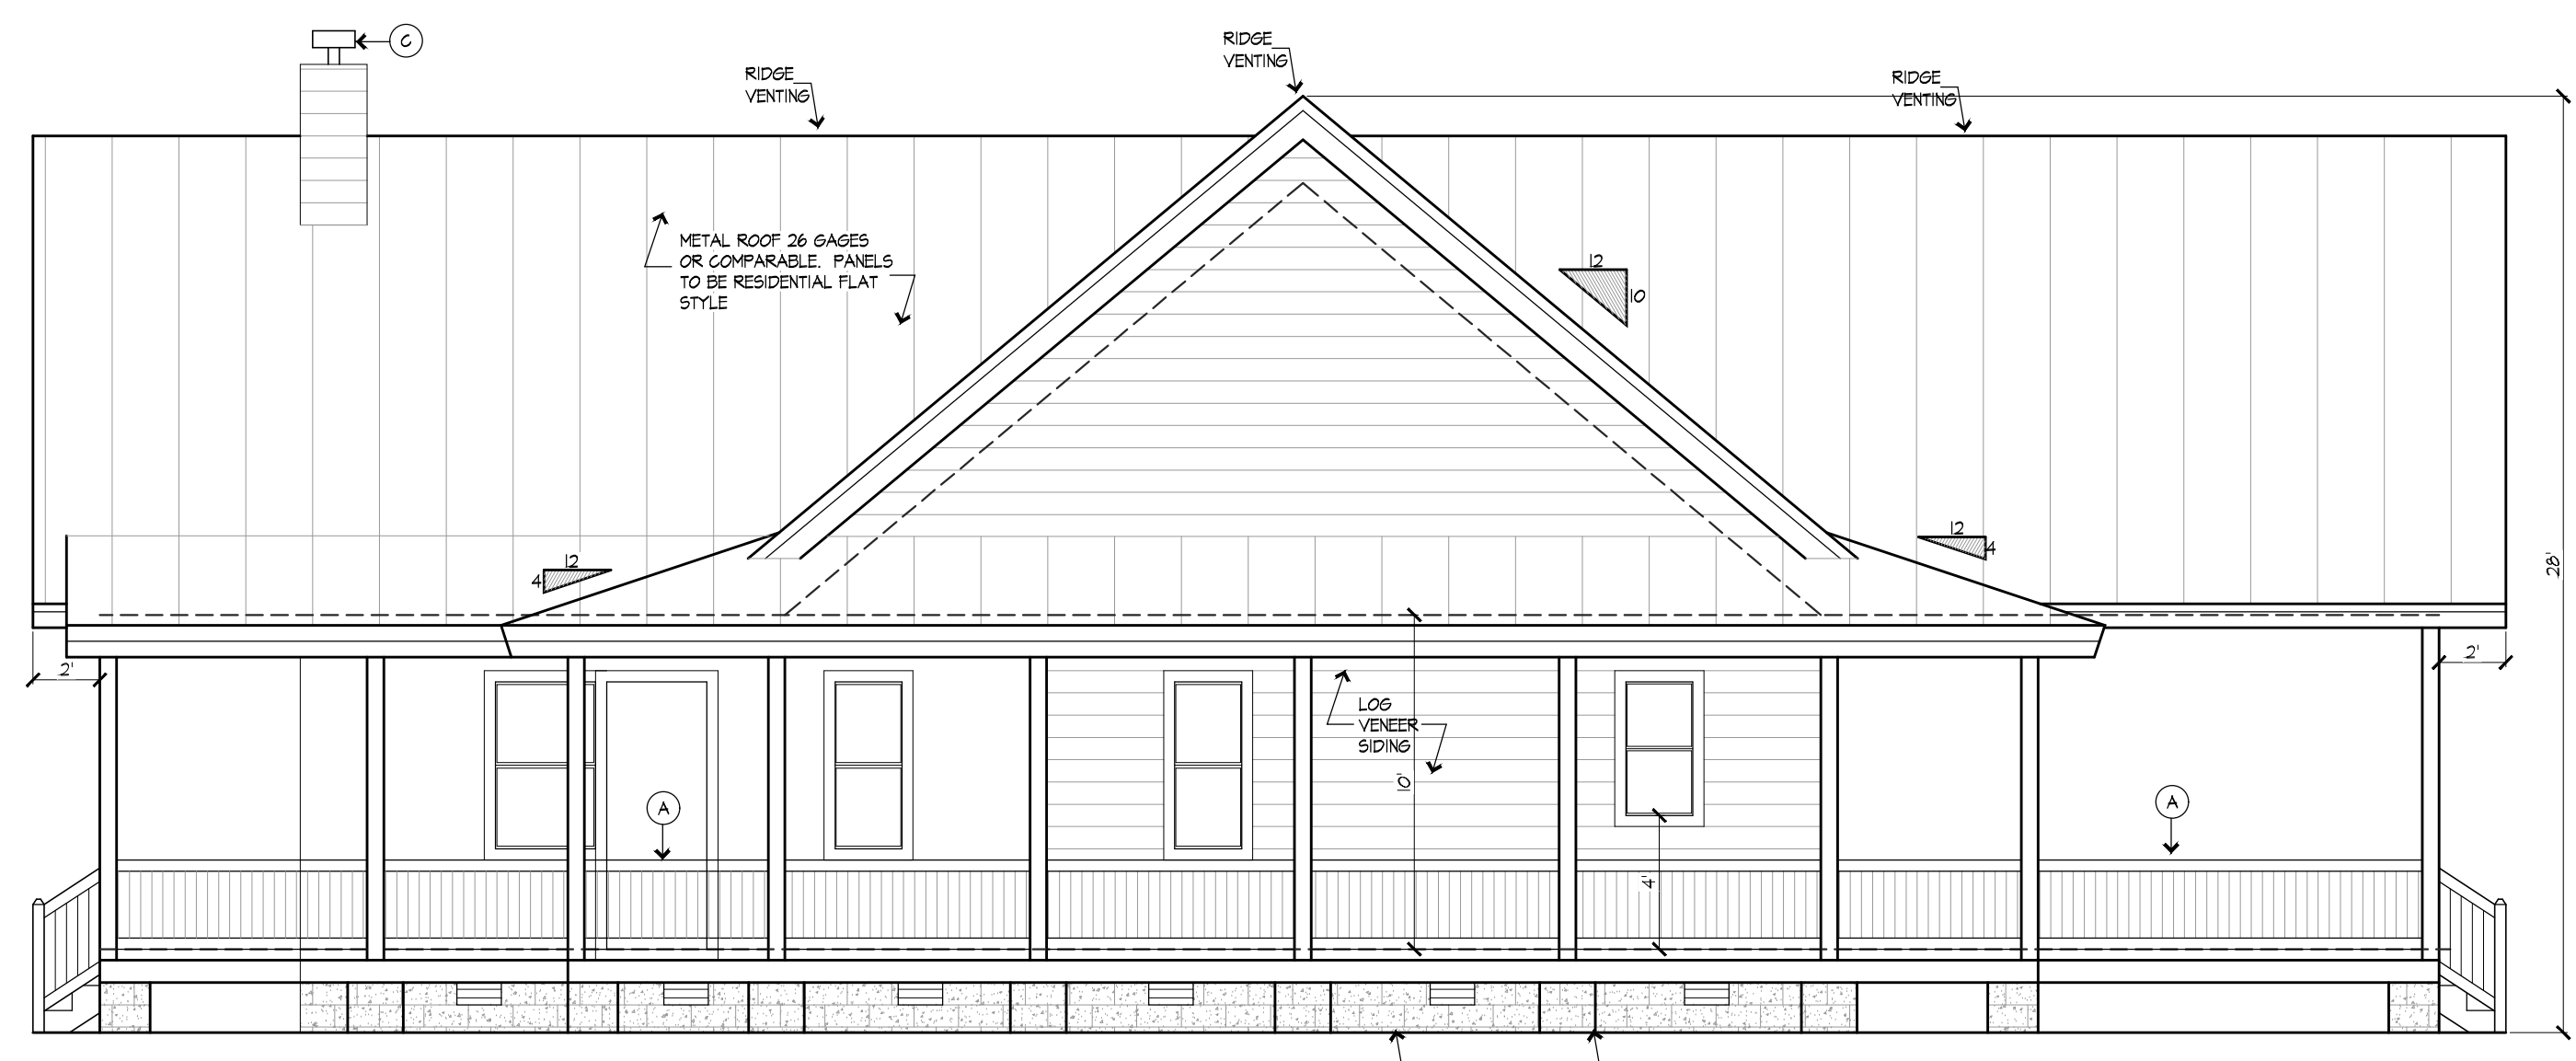 C
RIDGE
VENTING
RIDGE
VENTING
RIDGE
VENTING
METAL ROOF 26 GAGES
OR COMPARABLE. PANELS
TO BE RESIDENTIAL FLAT
STYLE
12
10
12
4
12
4
28'
2'
2'
LOG
VENEER
SIDING
10'
A
A
4'